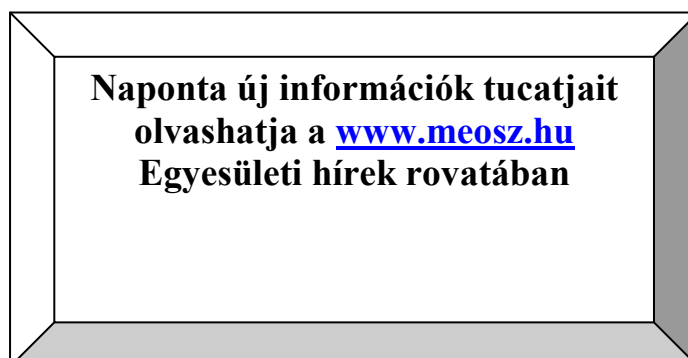 Naponta új információk tucatjait
olvashatja a www.meosz.hu
Egyesületi hírek rovatában